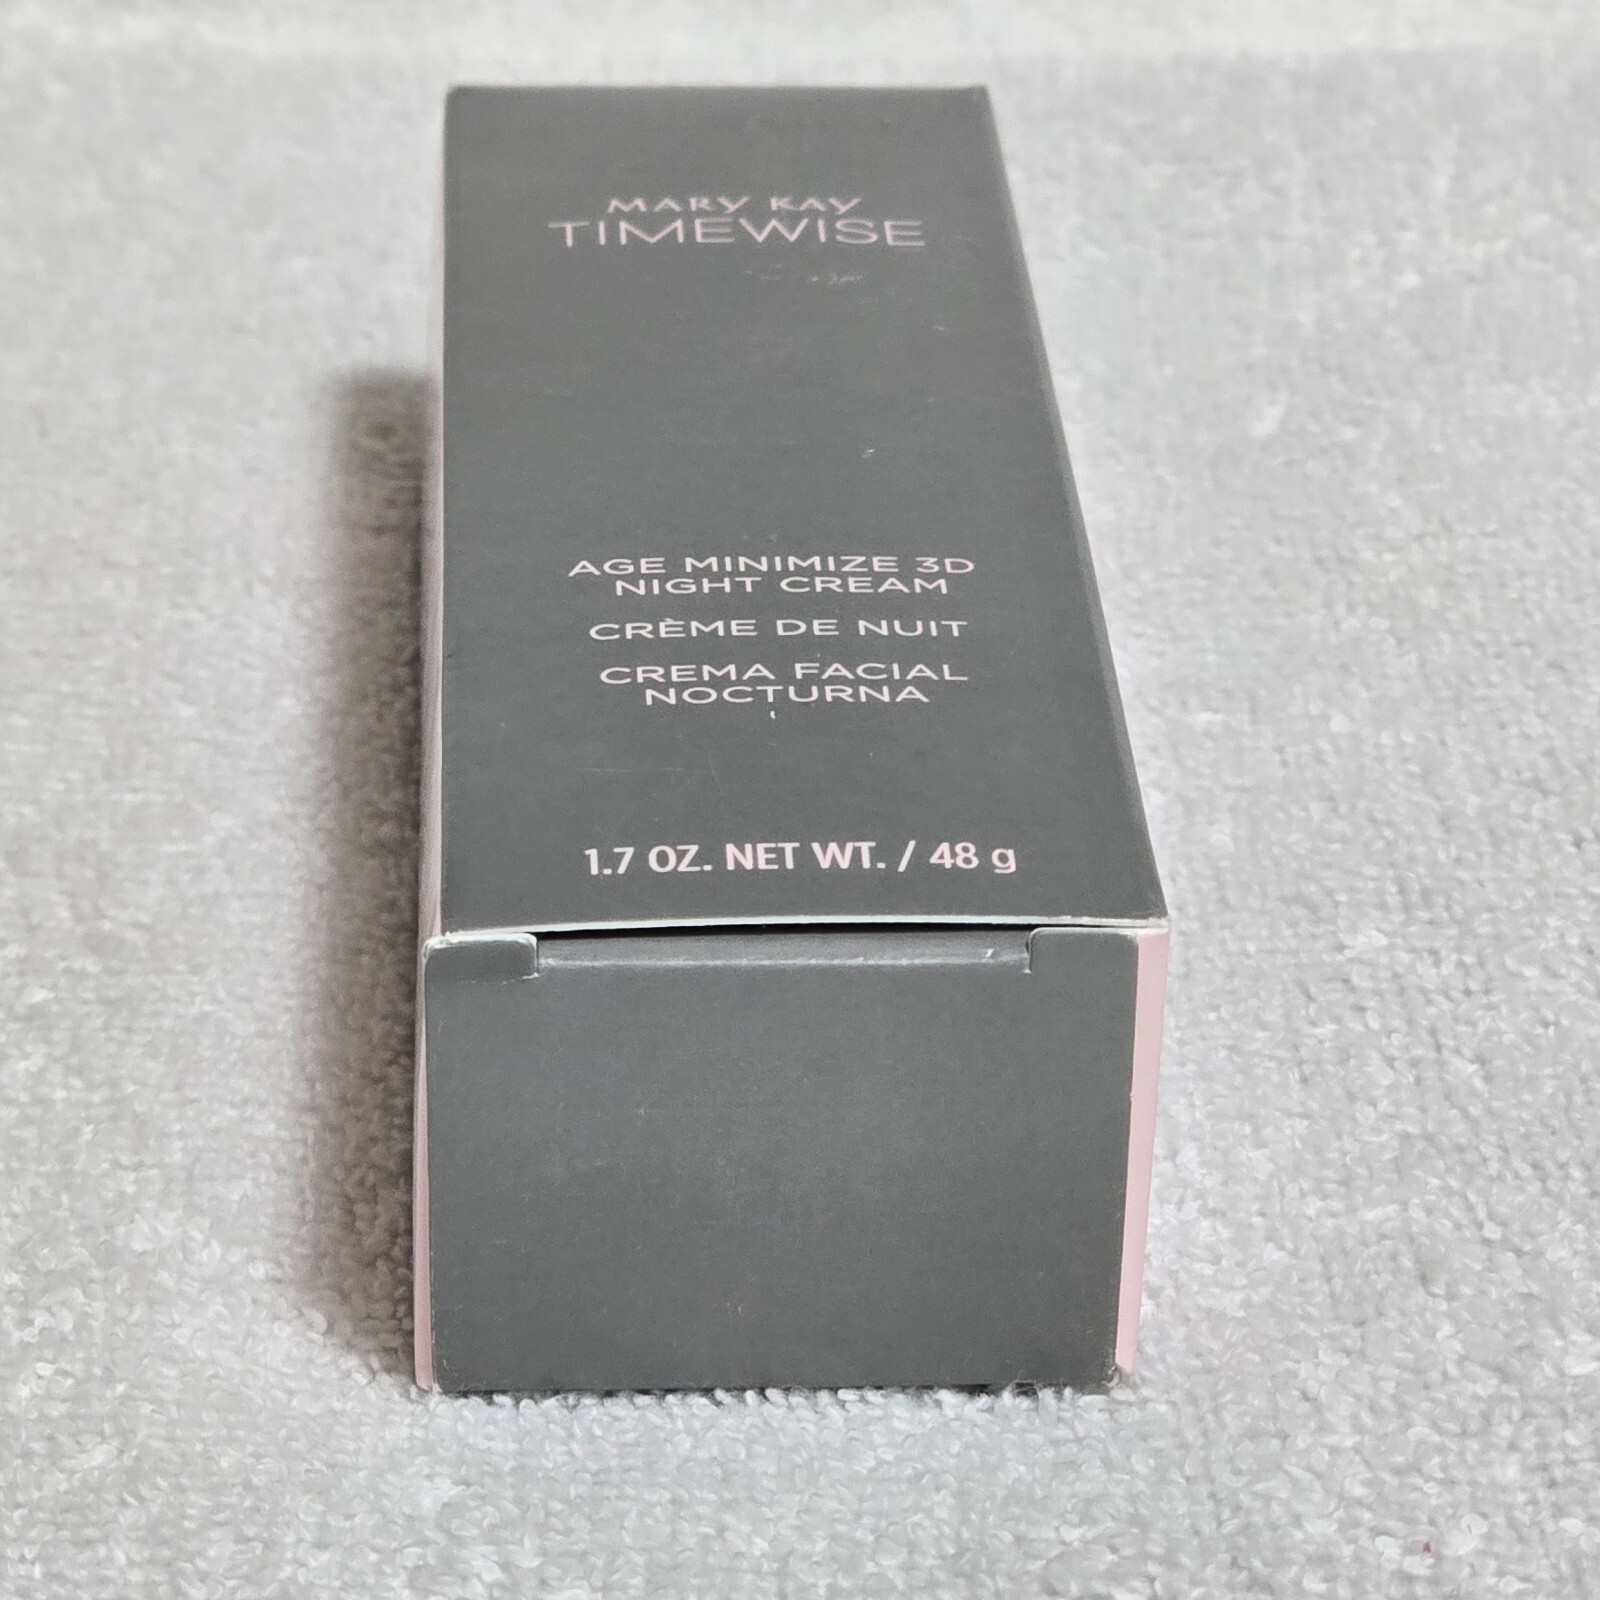 MARY KAY
TIMEWISE
AGE MINIMIZE 3D
NIGHT CREAM
CRÈME DE NUIT
CREMA FACIAL
NOCTURNA
1.7 OZ. NET WT. / 48 g